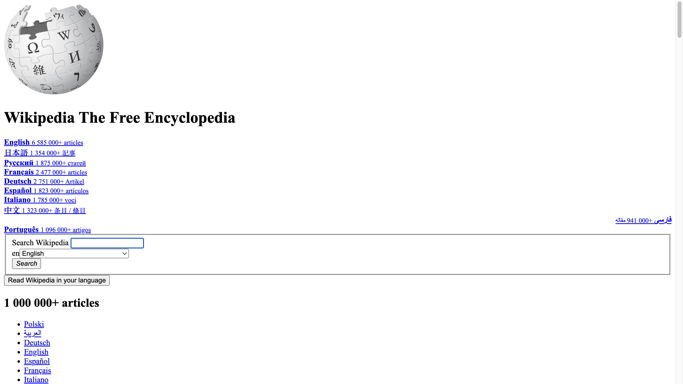 Ω W И 維 7
Wikipedia The Free Encyclopedia
English 6 585 000+ articles
日本語 1 354 000+ 記事
Русский 1 875 000+ статей
Français 2 477 000+ articles
Deutsch 2 751 000+ Artikel
Español 1 823 000+ artículos
Italiano 1 785 000+ voci
中文 1 323 000+ 条目 / 條目
فارسی ۹۴۱ 000+ مقاله
Português 1 096 000+ artigos
Search Wikipedia
en English
Search
Read Wikipedia in your language
1 000 000+ articles
Polski
العربية
Deutsch
English
Español
Français
Italiano